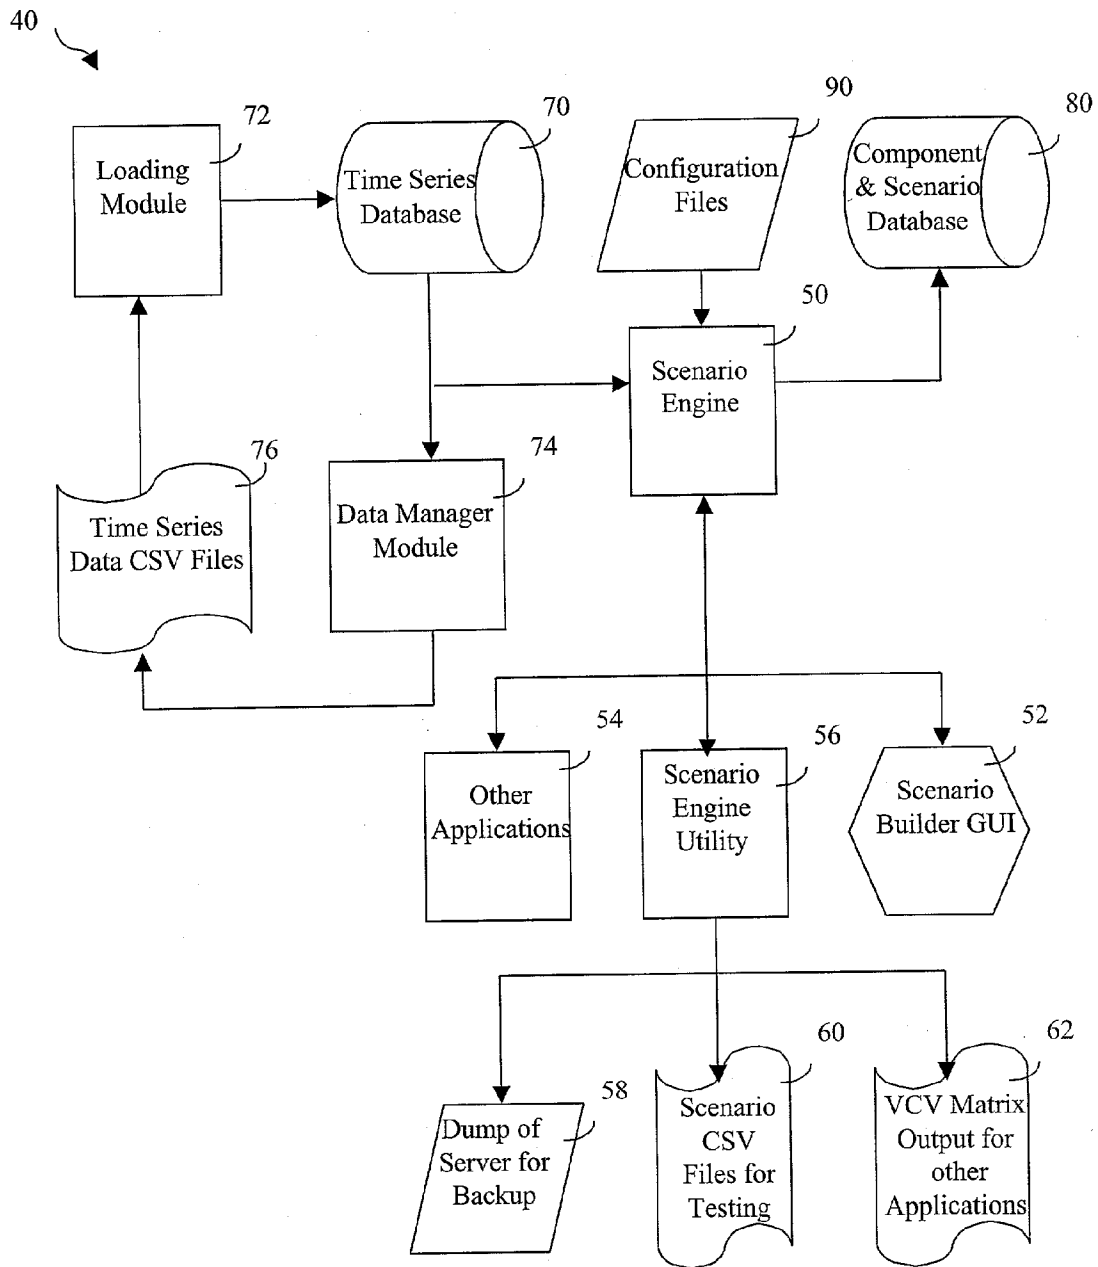 40
72
Loading
Module
70
Time Series
Database
90
Configuration
Files
80
Component
& Scenario
Database
50
Scenario
Engine
76
Time Series
Data CSV Files
74
Data Manager
Module
54
Other
Applications
56
Scenario
Engine
Utility
52
Scenario
Builder GUI
58
Dump of
Server for
Backup
60
Scenario
CSV
Files for
Testing
62
VCV Matrix
Output for
other
Applications